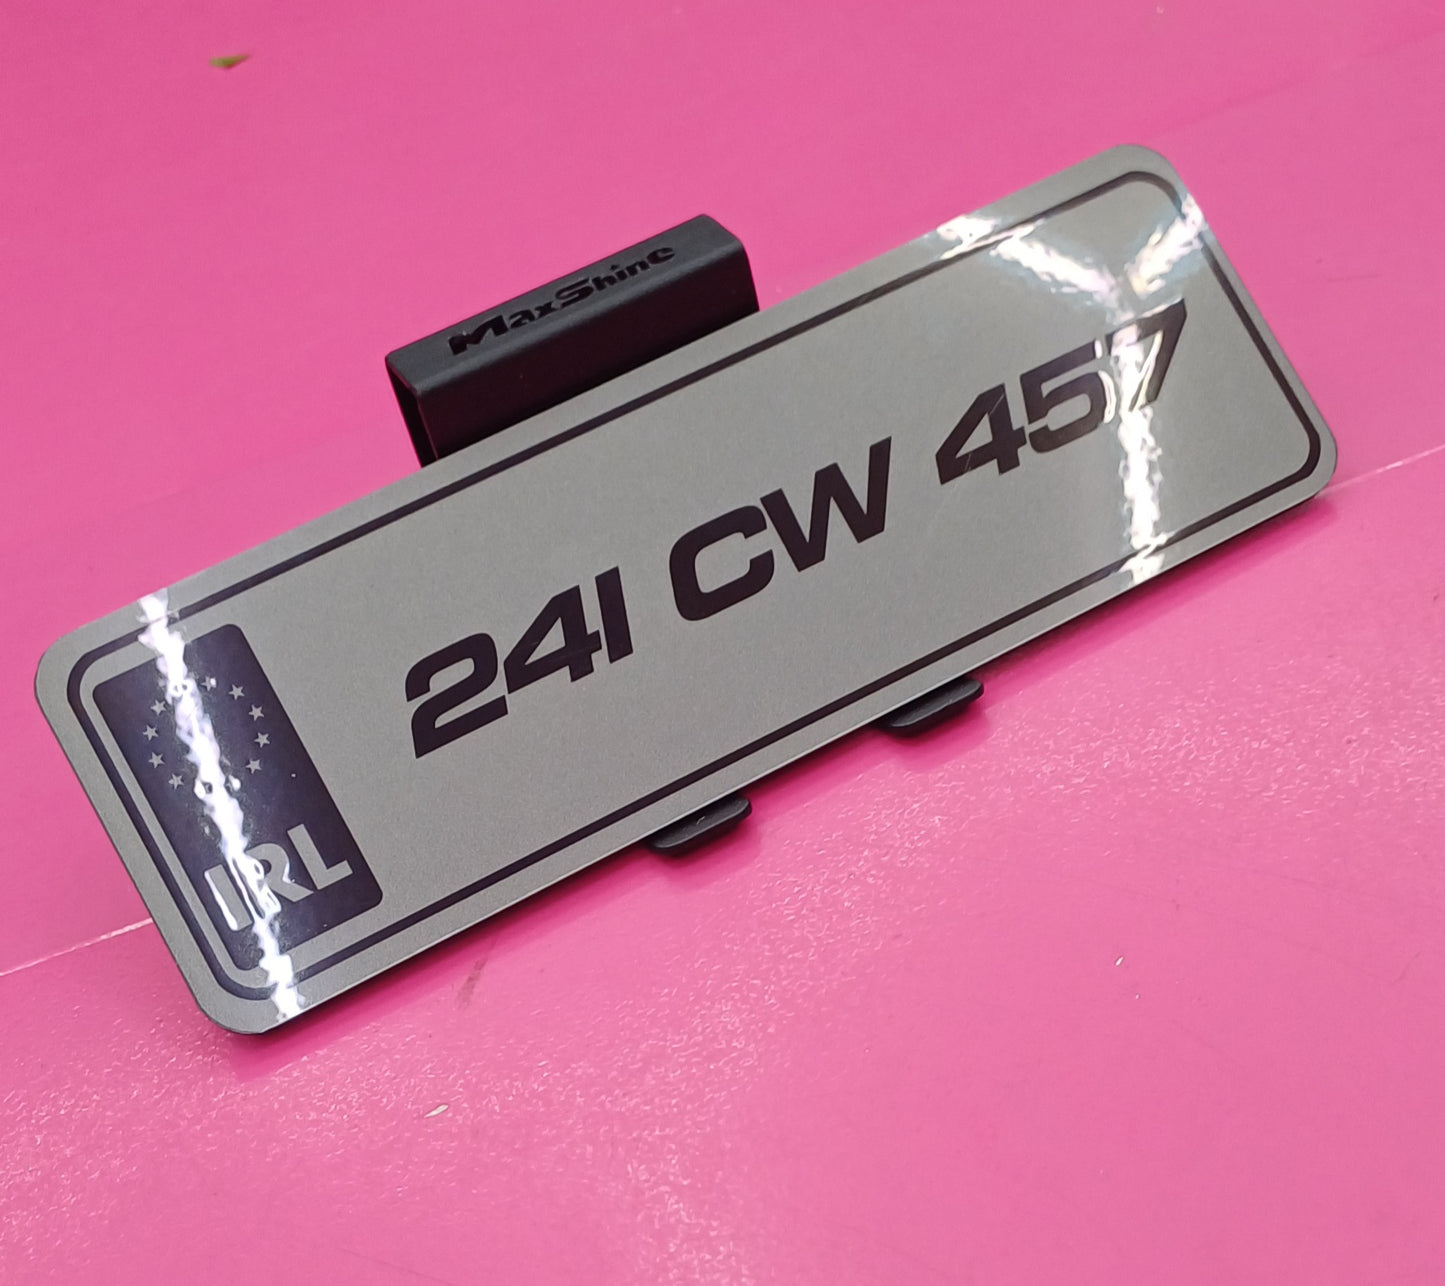 MaxShine
241 CW 457
IRL